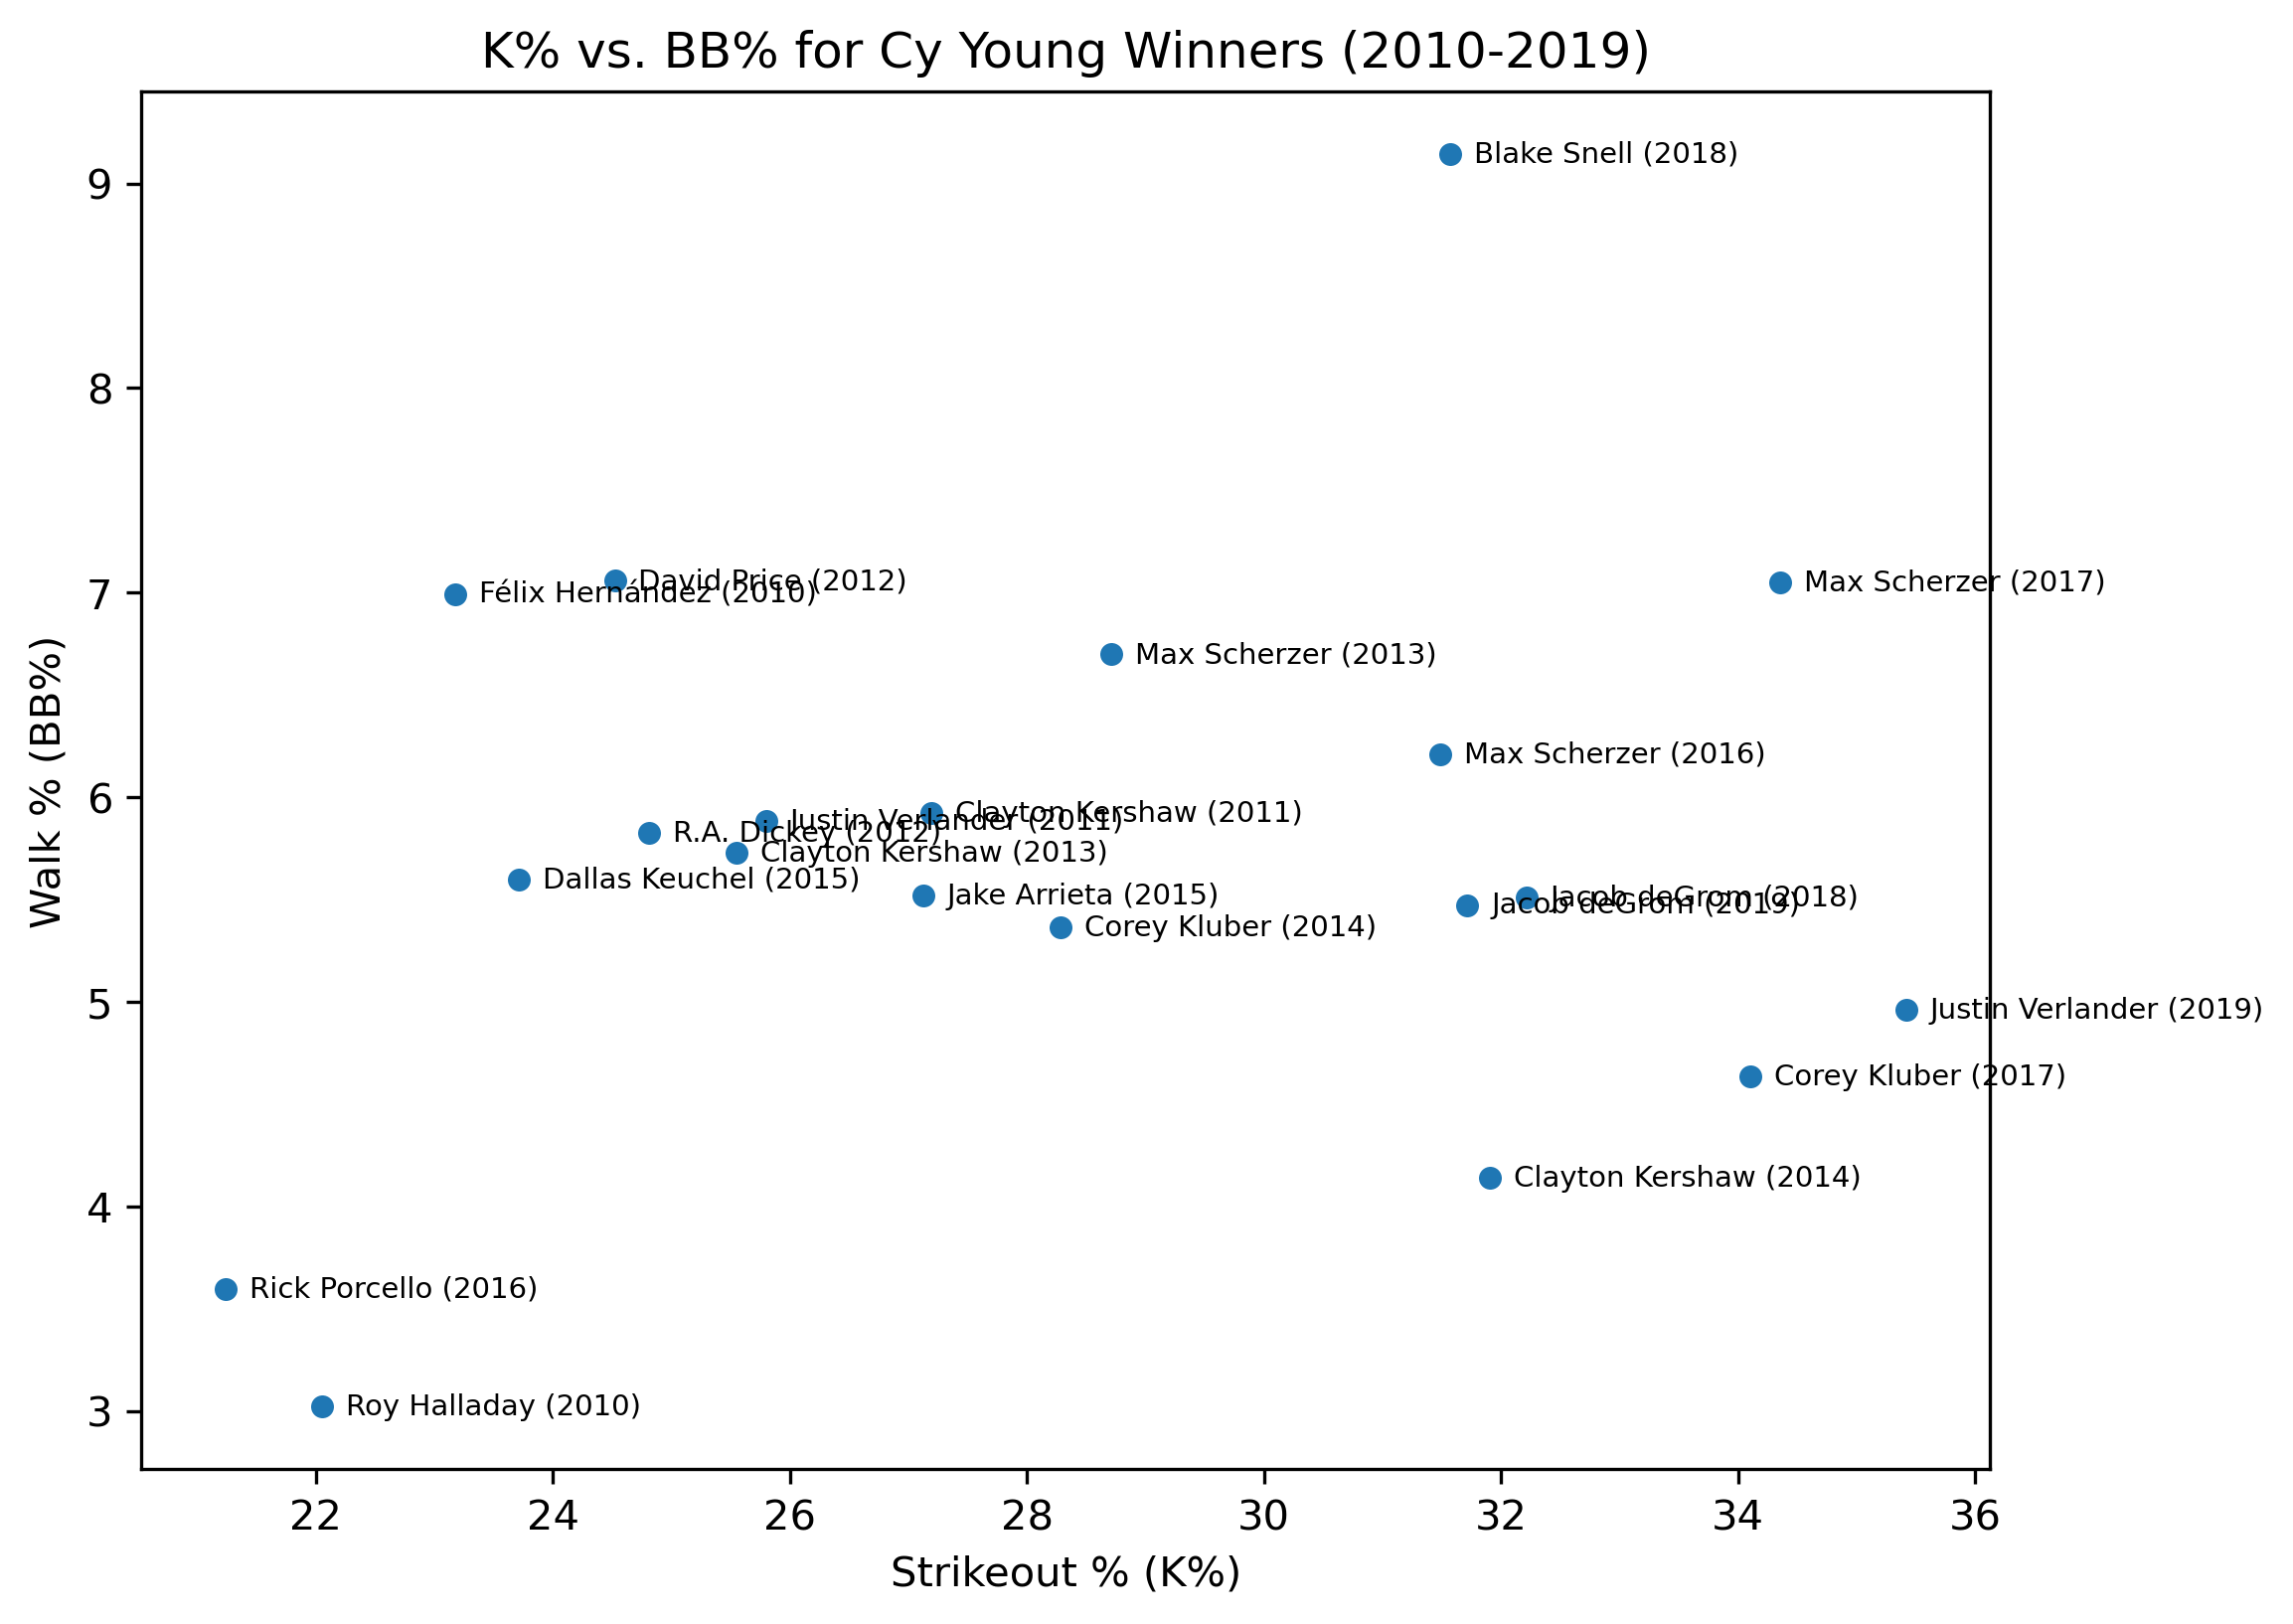 K% vs. BB% for Cy Young Winners (2010-2019)
Blake Snell (2018)
9
8
David Price (2012)
Max Scherzer (2017)
7
Félix Hernández (2010)
Max Scherzer (2013)
Walk % (BB%)
Max Scherzer (2016)
6
Clayton Kershaw (2011)
Justin Verlander (2011)
R.A. Dickey (2012)
Clayton Kershaw (2013)
Dallas Keuchel (2015)
Jake Arrieta (2015)
Jacob deGrom (2018)
Jacob deGrom (2019)
Corey Kluber (2014)
5
Justin Verlander (2019)
Corey Kluber (2017)
Clayton Kershaw (2014)
4
Rick Porcello (2016)
Roy Halladay (2010)
3
22 24 26 28 30 32 34 36
Strikeout % (K%)